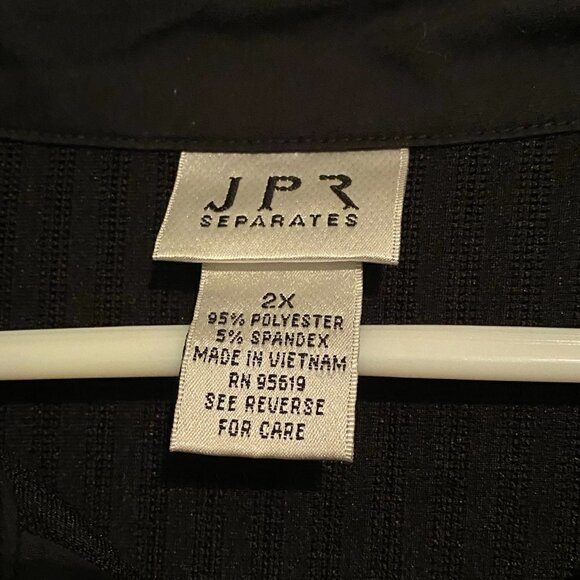 JPR
SEPARATES
2X
95% POLYESTER
5% SPANDEX
MADE IN VIETNAM
RN 95619
SEE REVERSE
FOR CARE